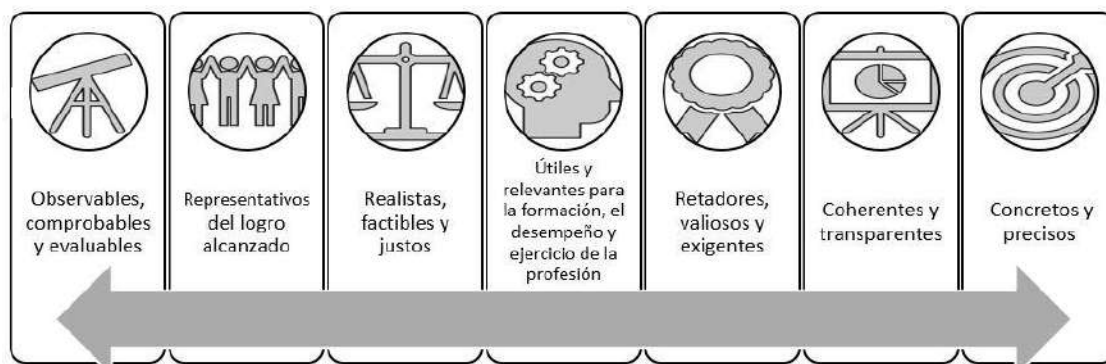 Observables,
comprobables
y evaluables
Representativos
del logro
alcanzado
Realistas,
factibles y
justos
Útiles y
relevantes para
la formación, el
desempeño y
ejercicio de la
profesión
Retadores,
valiosos y
exigentes
Coherentes y
transparentes
Concretos y
precisos